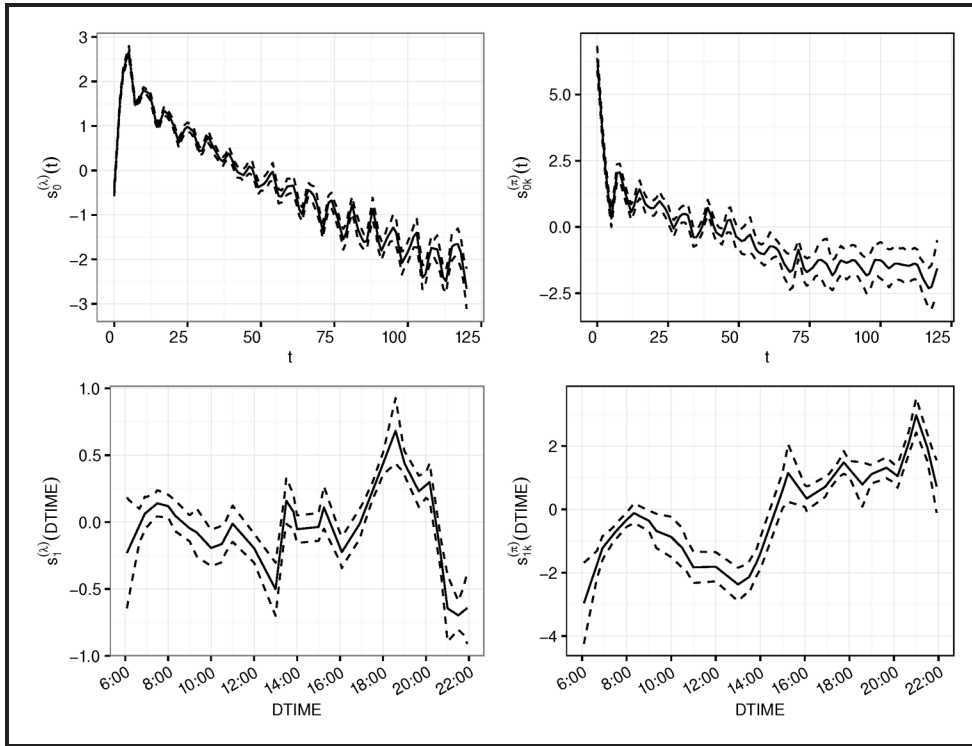 3
2
1
0
−1
−2
−3
s₀⁽λ⁾(t)
0 25 50 75 100 125
t
5.0
2.5
0.0
−2.5
s₀ₖ⁽π⁾(t)
0 25 50 75 100 125
t
1.0
0.5
0.0
−0.5
−1.0
s₁⁽λ⁾(DTIME)
6:00 8:00 10:00 12:00 14:00 16:00 18:00 20:00 22:00
DTIME
2
0
−2
−4
s₁ₖ⁽π⁾(DTIME)
6:00 8:00 10:00 12:00 14:00 16:00 18:00 20:00 22:00
DTIME